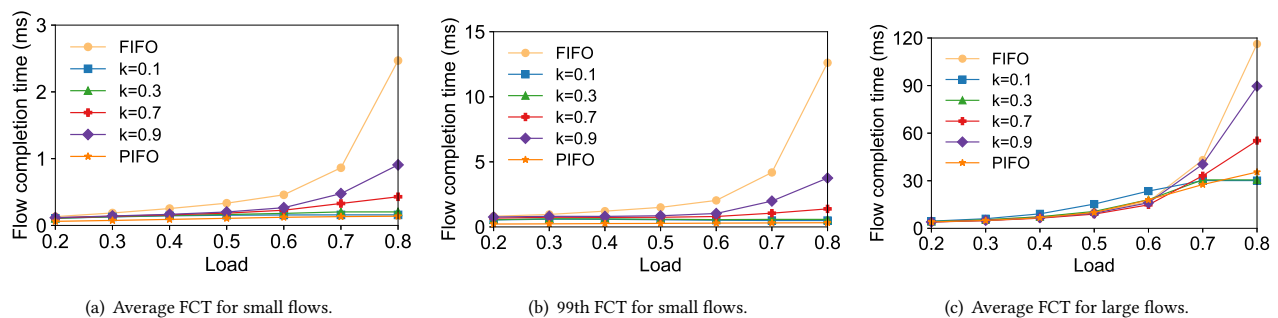 Flow completion time (ms)
3
2
1
0
FIFO
k=0.1
k=0.3
k=0.7
k=0.9
PIFO
0.2 0.3 0.4 0.5 0.6 0.7 0.8
Load
(a) Average FCT for small flows.
Flow completion time (ms)
15
10
5
0
FIFO
k=0.1
k=0.3
k=0.7
k=0.9
PIFO
0.2 0.3 0.4 0.5 0.6 0.7 0.8
Load
(b) 99th FCT for small flows.
Flow completion time (ms)
120
90
60
30
0
FIFO
k=0.1
k=0.3
k=0.7
k=0.9
PIFO
0.2 0.3 0.4 0.5 0.6 0.7 0.8
Load
(c) Average FCT for large flows.